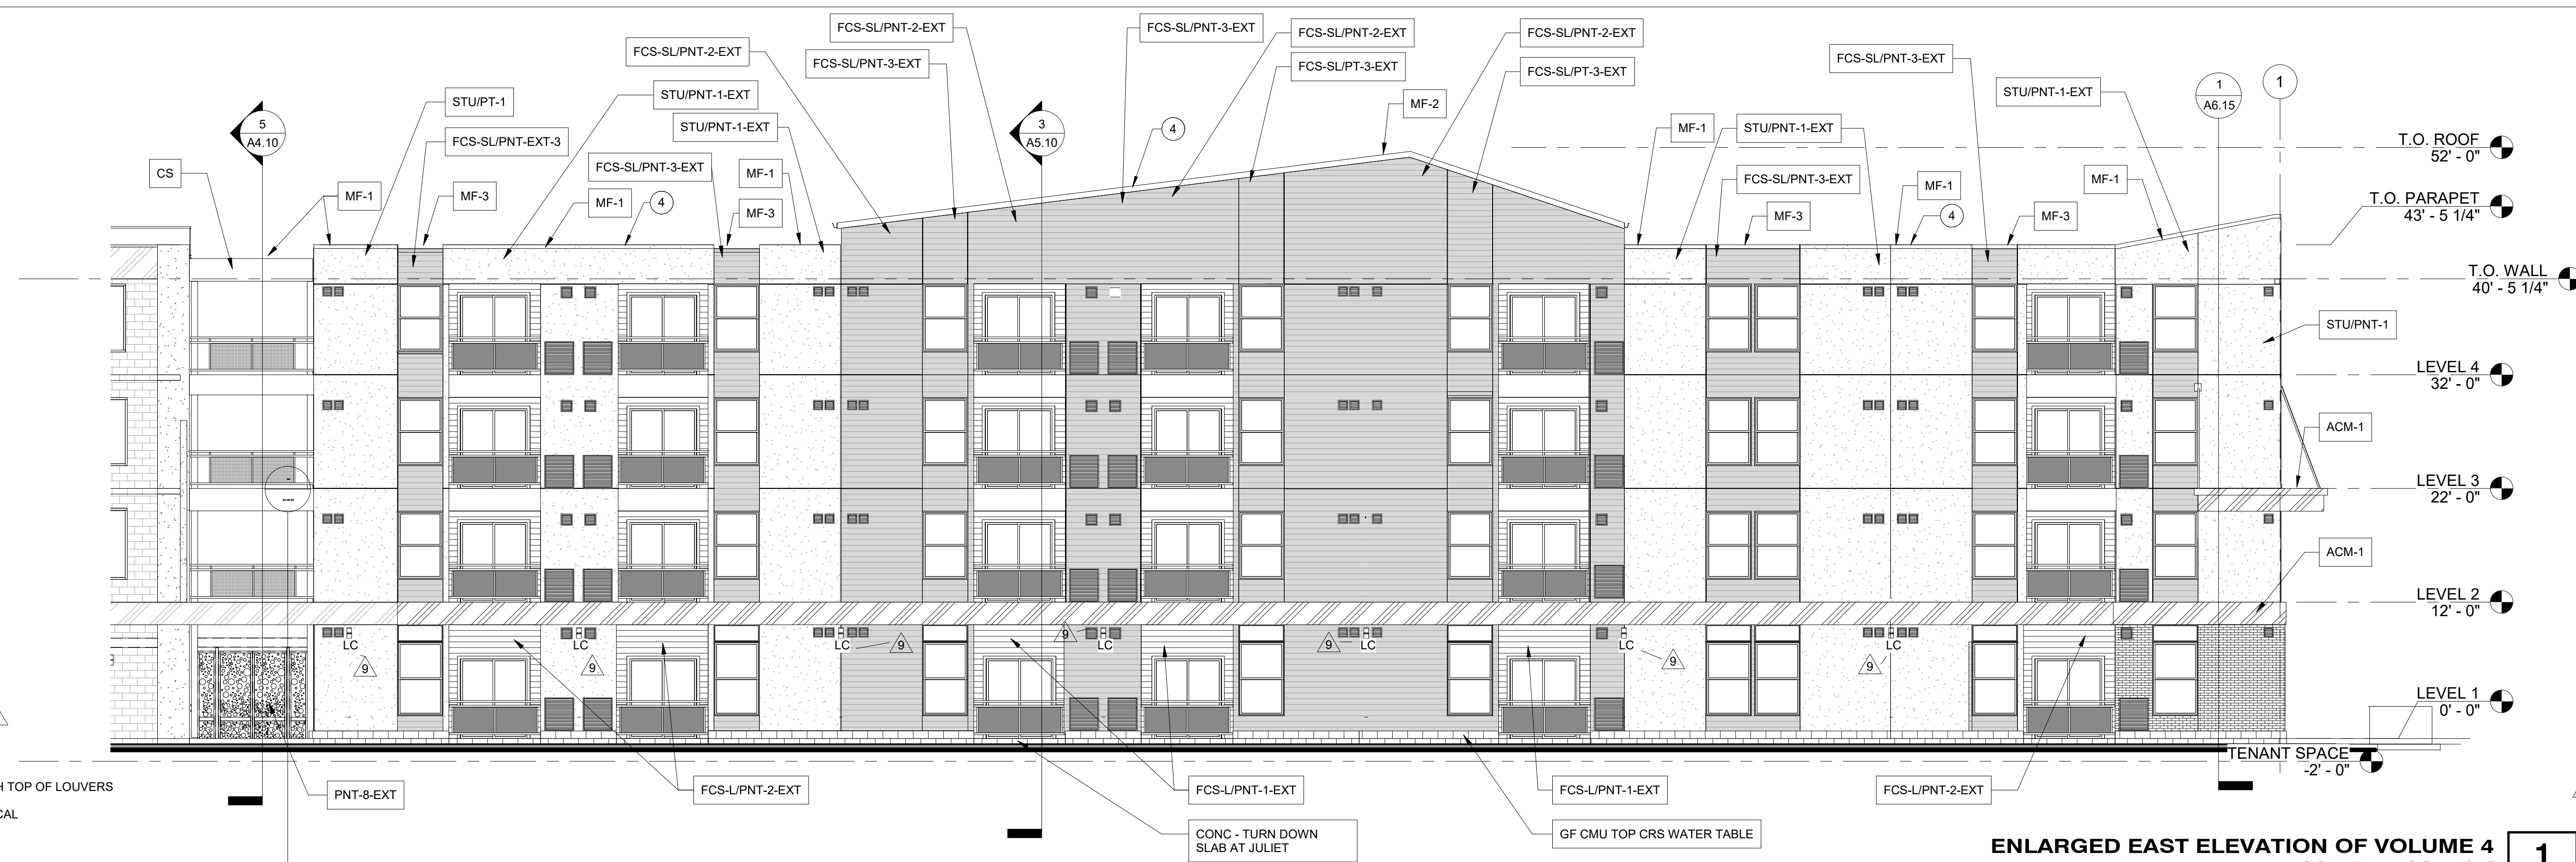 FCS-SL/PNT-2-EXT
FCS-SL/PNT-3-EXT
FCS-SL/PNT-2-EXT
FCS-SL/PNT-2-EXT
FCS-SL/PNT-2-EXT
FCS-SL/PNT-3-EXT
FCS-SL/PT-3-EXT
FCS-SL/PT-3-EXT
FCS-SL/PNT-3-EXT
STU/PT-1
STU/PNT-1-EXT
STU/PNT-1-EXT
MF-2
STU/PNT-1-EXT
1
A6.15
1
5
A4.10
3
A5.10
4
MF-1
STU/PNT-1-EXT
FCS-SL/PNT-EXT-3
T.O. ROOF
52' - 0"
CS
FCS-SL/PNT-3-EXT
MF-1
FCS-SL/PNT-3-EXT
MF-1
MF-1
MF-1
MF-3
MF-1
4
MF-3
MF-3
4
MF-3
T.O. PARAPET
43' - 5 1/4"
T.O. WALL
40' - 5 1/4"
STU/PNT-1
LEVEL 4
32' - 0"
ACM-1
LEVEL 3
22' - 0"
-
---
ACM-1
LEVEL 2
12' - 0"
LC
9
LC
9
LC
9
9
LC
9
LC
LC
9
LC
9
LEVEL 1
0' - 0"
TENANT SPACE
-2' - 0"
H TOP OF LOUVERS
CAL
PNT-8-EXT
FCS-L/PNT-2-EXT
FCS-L/PNT-1-EXT
FCS-L/PNT-1-EXT
FCS-L/PNT-2-EXT
CONC - TURN DOWN
SLAB AT JULIET
GF CMU TOP CRS WATER TABLE
ENLARGED EAST ELEVATION OF VOLUME 4
1